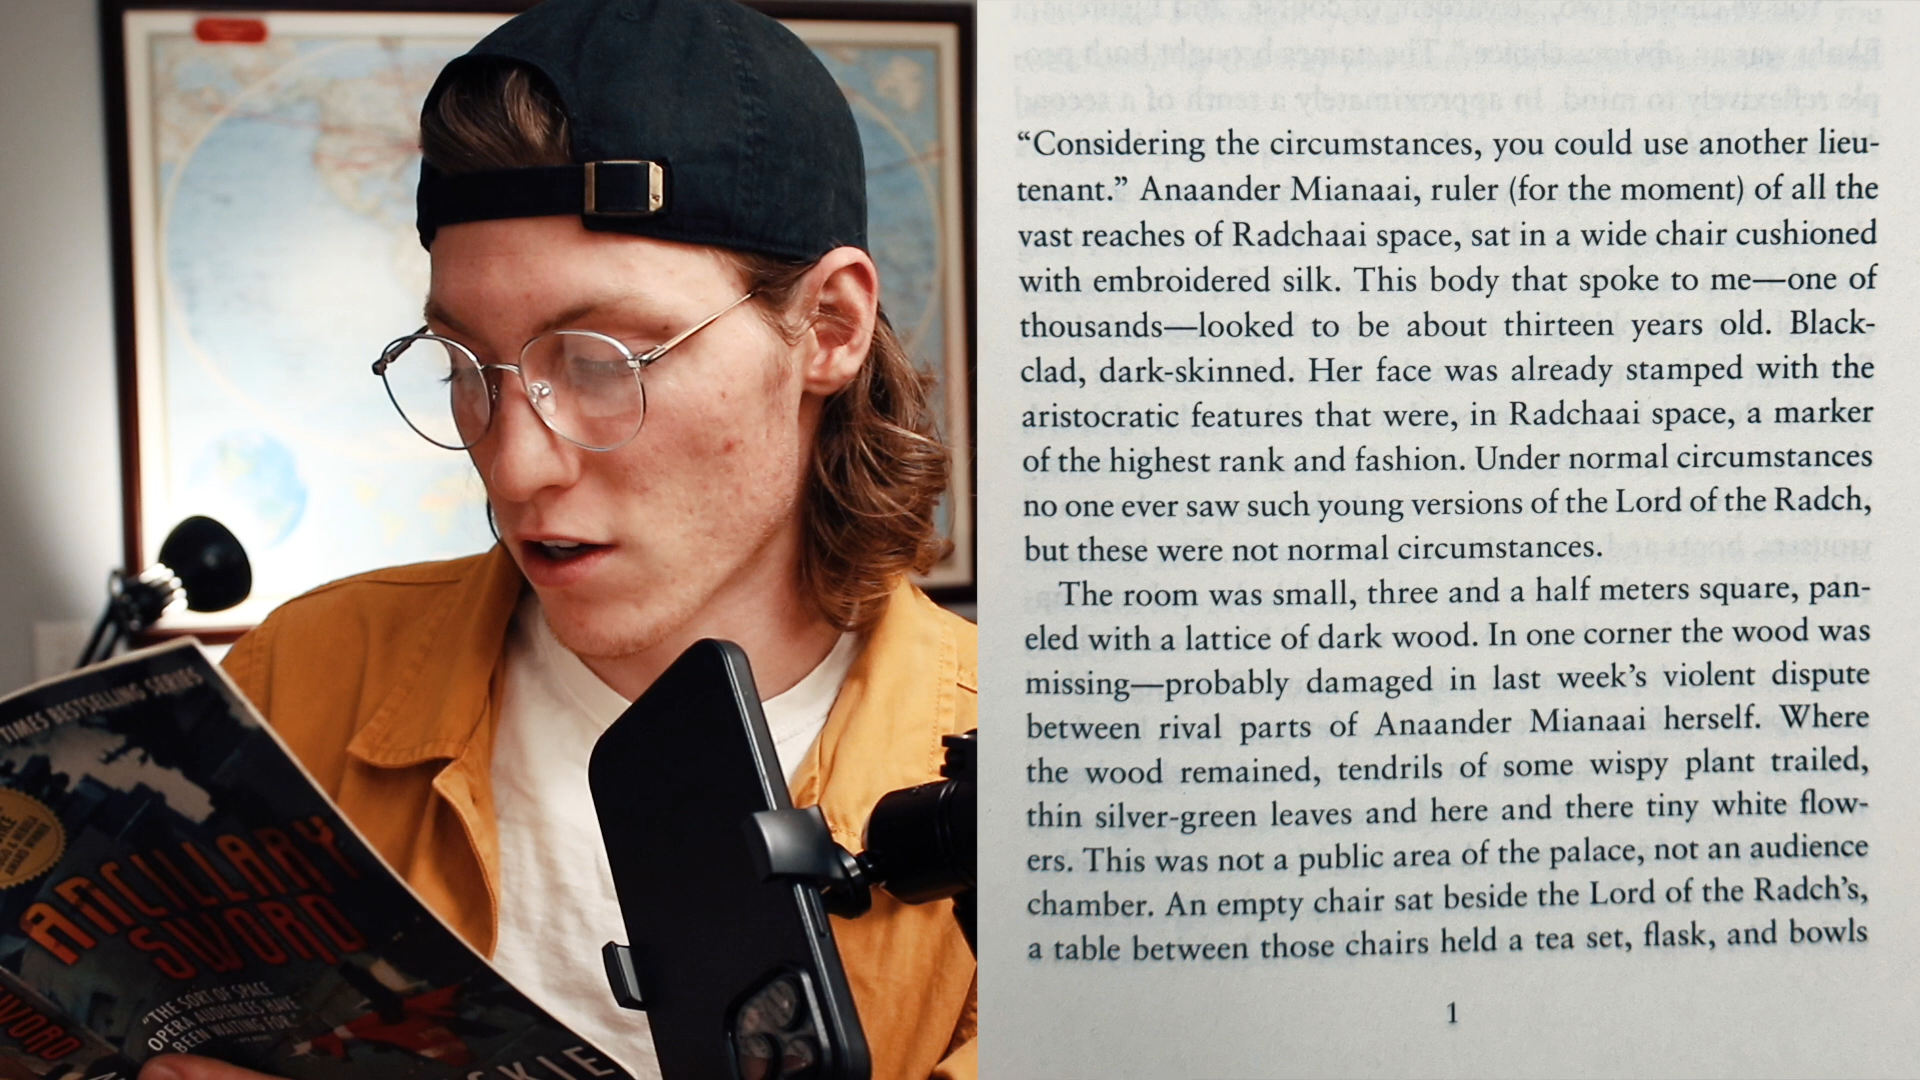 TIMES BESTSELLING SERIES
ANCILLARY
SWORD
"THE SORT OF SPACE
OPERA AUDIENCES HAVE
BEEN WAITING FOR."
SWORD
CKIE
“Considering the circumstances, you could use another lieu-
tenant.” Anaander Mianaai, ruler (for the moment) of all the
vast reaches of Radchaai space, sat in a wide chair cushioned
with embroidered silk. This body that spoke to me—one of
thousands—looked to be about thirteen years old. Black-
clad, dark-skinned. Her face was already stamped with the
aristocratic features that were, in Radchaai space, a marker
of the highest rank and fashion. Under normal circumstances
no one ever saw such young versions of the Lord of the Radch,
but these were not normal circumstances.
The room was small, three and a half meters square, pan-
eled with a lattice of dark wood. In one corner the wood was
missing—probably damaged in last week’s violent dispute
between rival parts of Anaander Mianaai herself. Where
the wood remained, tendrils of some wispy plant trailed,
thin silver-green leaves and here and there tiny white flow-
ers. This was not a public area of the palace, not an audience
chamber. An empty chair sat beside the Lord of the Radch’s,
a table between those chairs held a tea set, flask, and bowls
1